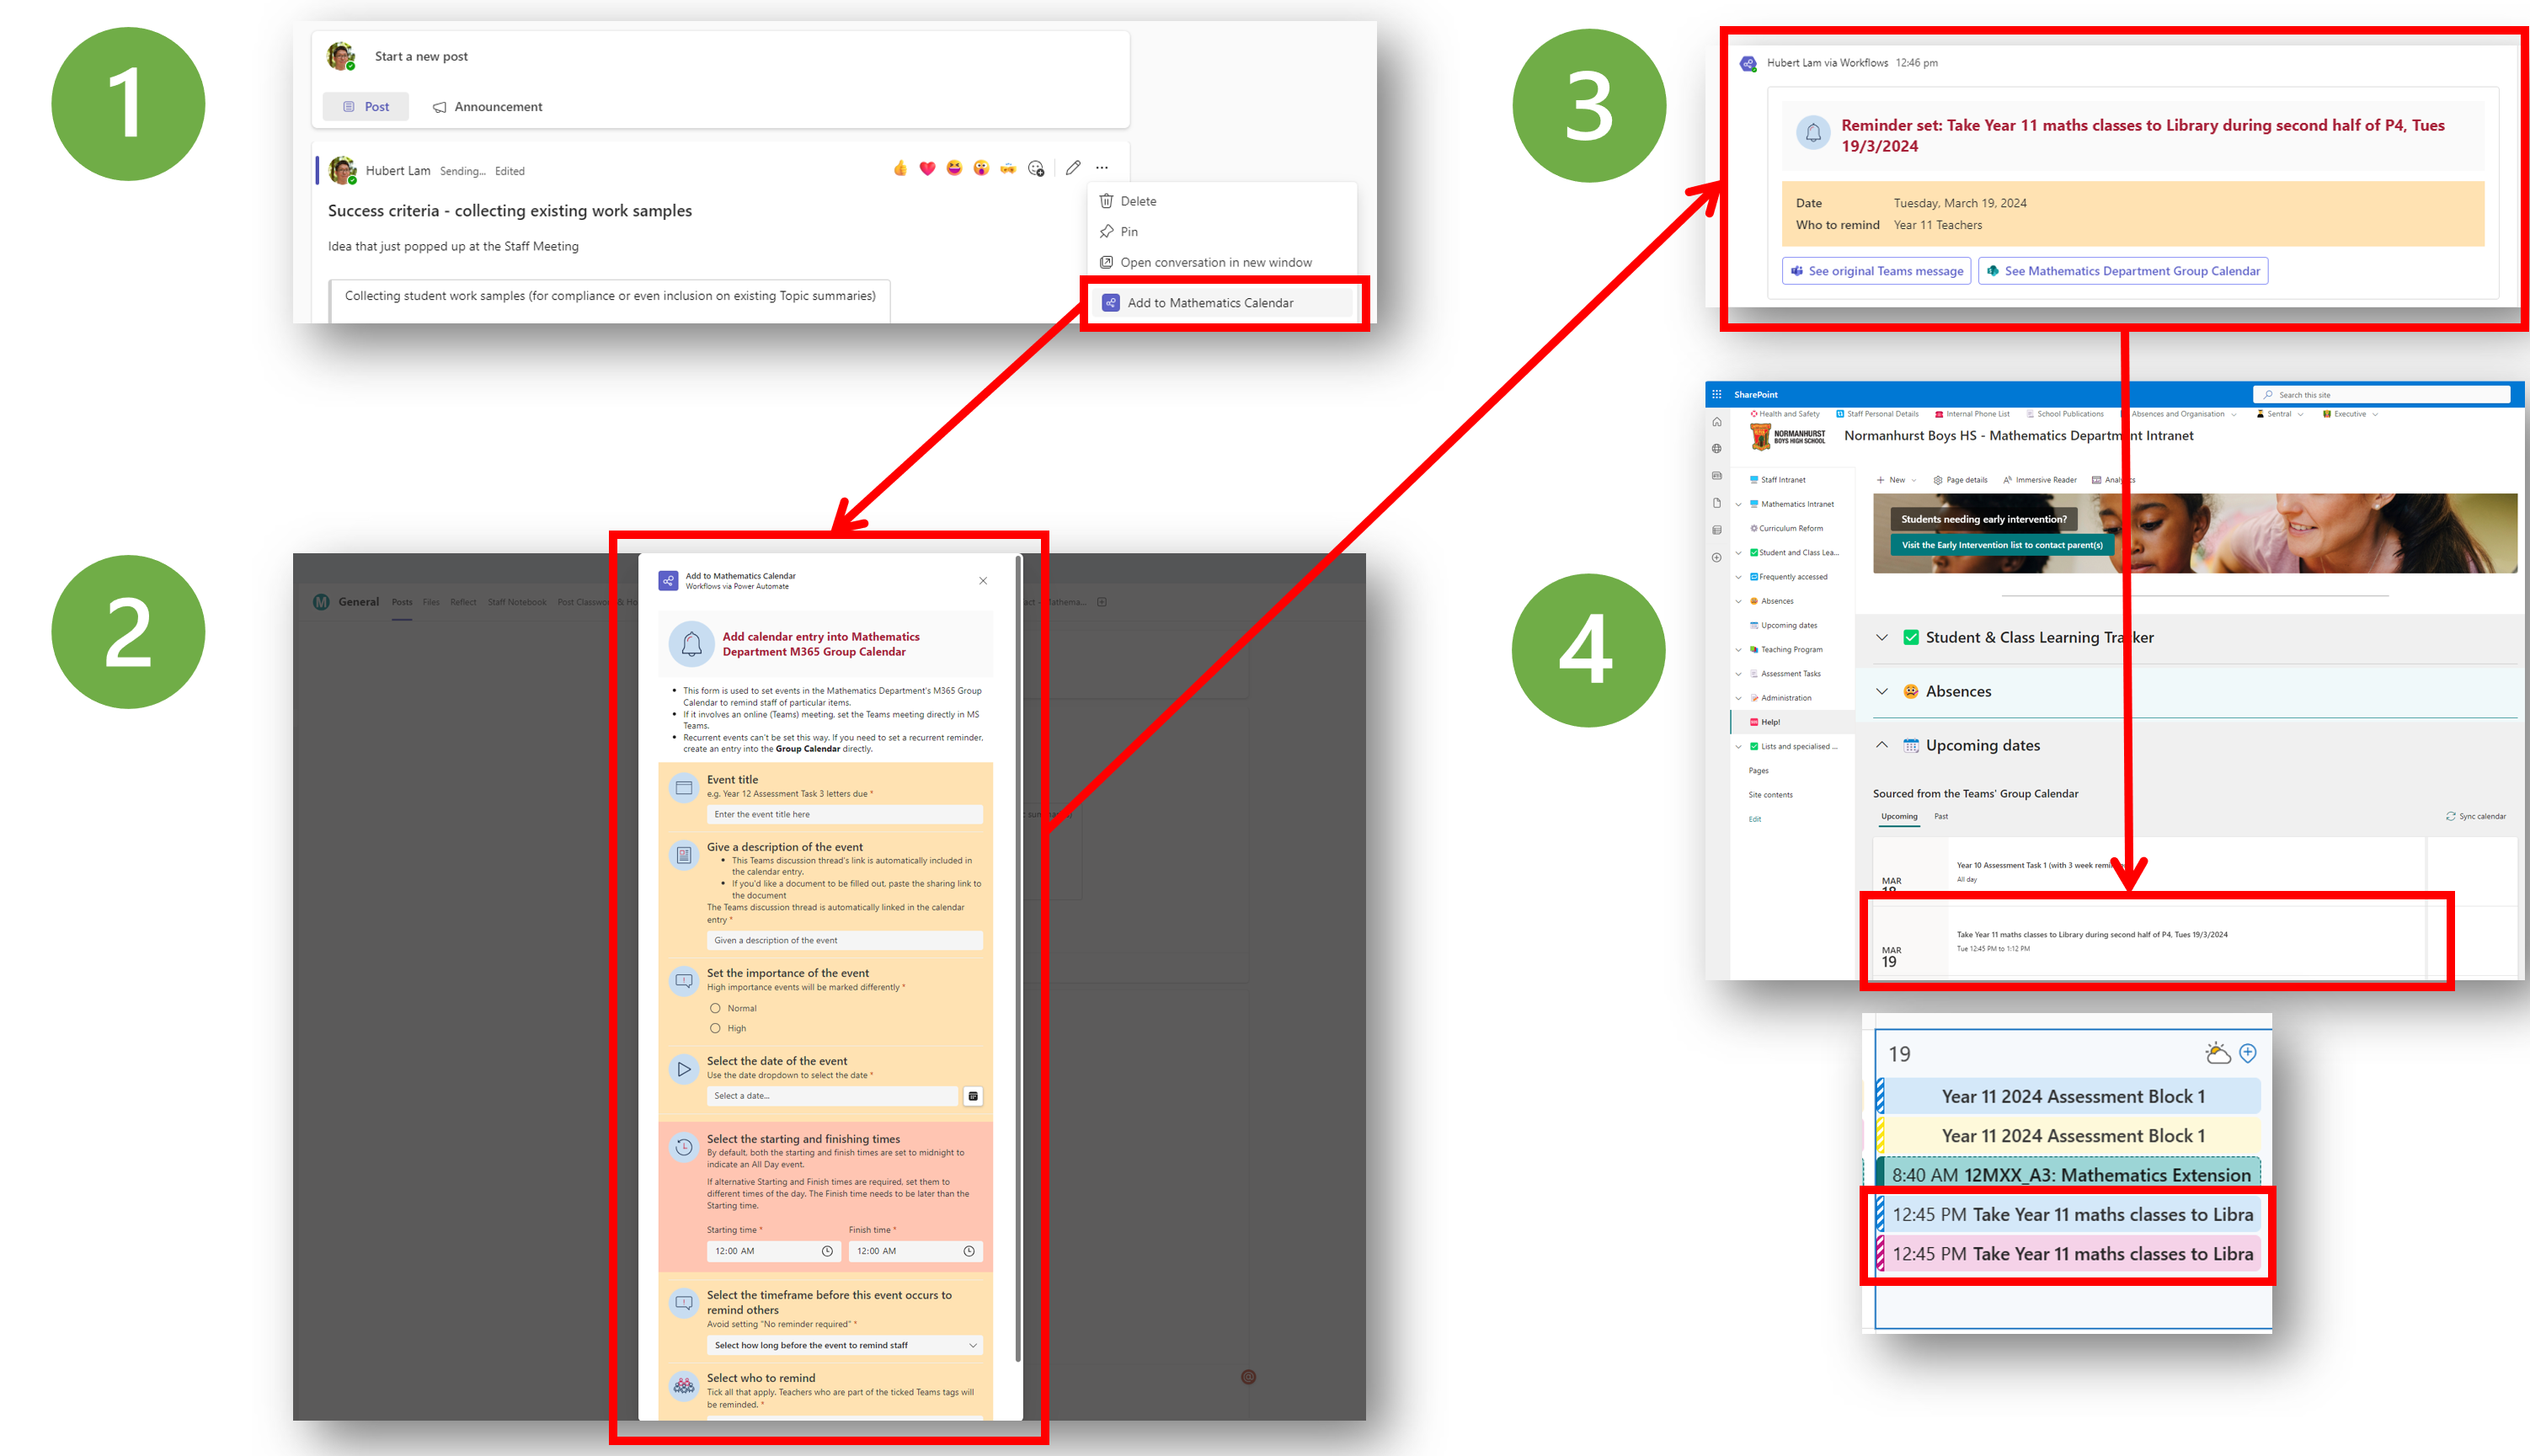 1
Start a new post
Post
Announcement
Hubert Lam Sending... Edited
Success criteria - collecting existing work samples
Idea that just popped up at the Staff Meeting
Collecting student work samples (for compliance or even inclusion on existing Topic summaries)
Delete
Pin
Open conversation in new window
Add to Mathematics Calendar
2
General Posts Files Reflect Staff Notebook
Add to Mathematics Calendar
Workflows via Power Automate
Add calendar entry into Mathematics
Department M365 Group Calendar
• This form is used to set events in the Mathematics Department's M365 Group
Calendar to remind staff of particular items.
• If it involves an online (Teams) meeting, set the Teams meeting directly in MS
Teams.
• Recurrent events can't be set this way. If you need to set a recurrent reminder,
create an entry into the Group Calendar directly.
Event title
e.g. Year 12 Assessment Task 3 letters due *
Enter the event title here
Give a description of the event
• This Teams discussion thread's link is automatically included in
the calendar entry.
• If you'd like a document to be filled out, paste the sharing link to
the document
The Teams discussion thread is automatically linked in the calendar
entry *
Given a description of the event
Set the importance of the event
High importance events will be marked differently *
Normal
High
Select the date of the event
Use the date dropdown to select the date *
Select a date...
Select the starting and finishing times
By default, both the starting and finish times are set to midnight to
indicate an All Day event.
If alternative Starting and Finish times are required, set them to
different times of the day. The Finish time needs to be later than the
Starting time.
Starting time * Finish time *
12:00 AM 12:00 AM
Select the timeframe before this event occurs to
remind others
Avoid setting "No reminder required" *
Select how long before the event to remind staff
Select who to remind
Tick all that apply. Teachers who are part of the ticked Teams tags will
be reminded. *
3
Hubert Lam via Workflows 12:46 pm
Reminder set: Take Year 11 maths classes to Library during second half of P4, Tues
19/3/2024
Date Tuesday, March 19, 2024
Who to remind Year 11 Teachers
See original Teams message
See Mathematics Department Group Calendar
4
SharePoint
Search this site
Health and Safety Staff Personal Details Internal Phone List School Publications Absences and Organisation Sentral Executive
NORMANHURST
BOYS HIGH SCHOOL
Normanhurst Boys HS - Mathematics Department Intranet
Staff Intranet
Mathematics Intranet
Curriculum Reform
Student and Class Lea...
Frequently accessed
Absences
Upcoming dates
Teaching Program
Assessment Tasks
Administration
Help!
Lists and specialised ...
Pages
Site contents
Edit
New Page details Immersive Reader Analytics
Students needing early intervention?
Visit the Early Intervention list to contact parent(s)
Student & Class Learning Tracker
Absences
Upcoming dates
Sourced from the Teams' Group Calendar
Upcoming Past
Sync calendar
MAR
Year 10 Assessment Task 1 (with 3 week
All day
MAR
19
Take Year 11 maths classes to Library during second half of P4, Tues 19/3/2024
Tue 12:45 PM to 1:12 PM
19
Year 11 2024 Assessment Block 1
Year 11 2024 Assessment Block 1
8:40 AM 12MXX_A3: Mathematics Extension
12:45 PM Take Year 11 maths classes to Libra
12:45 PM Take Year 11 maths classes to Libra